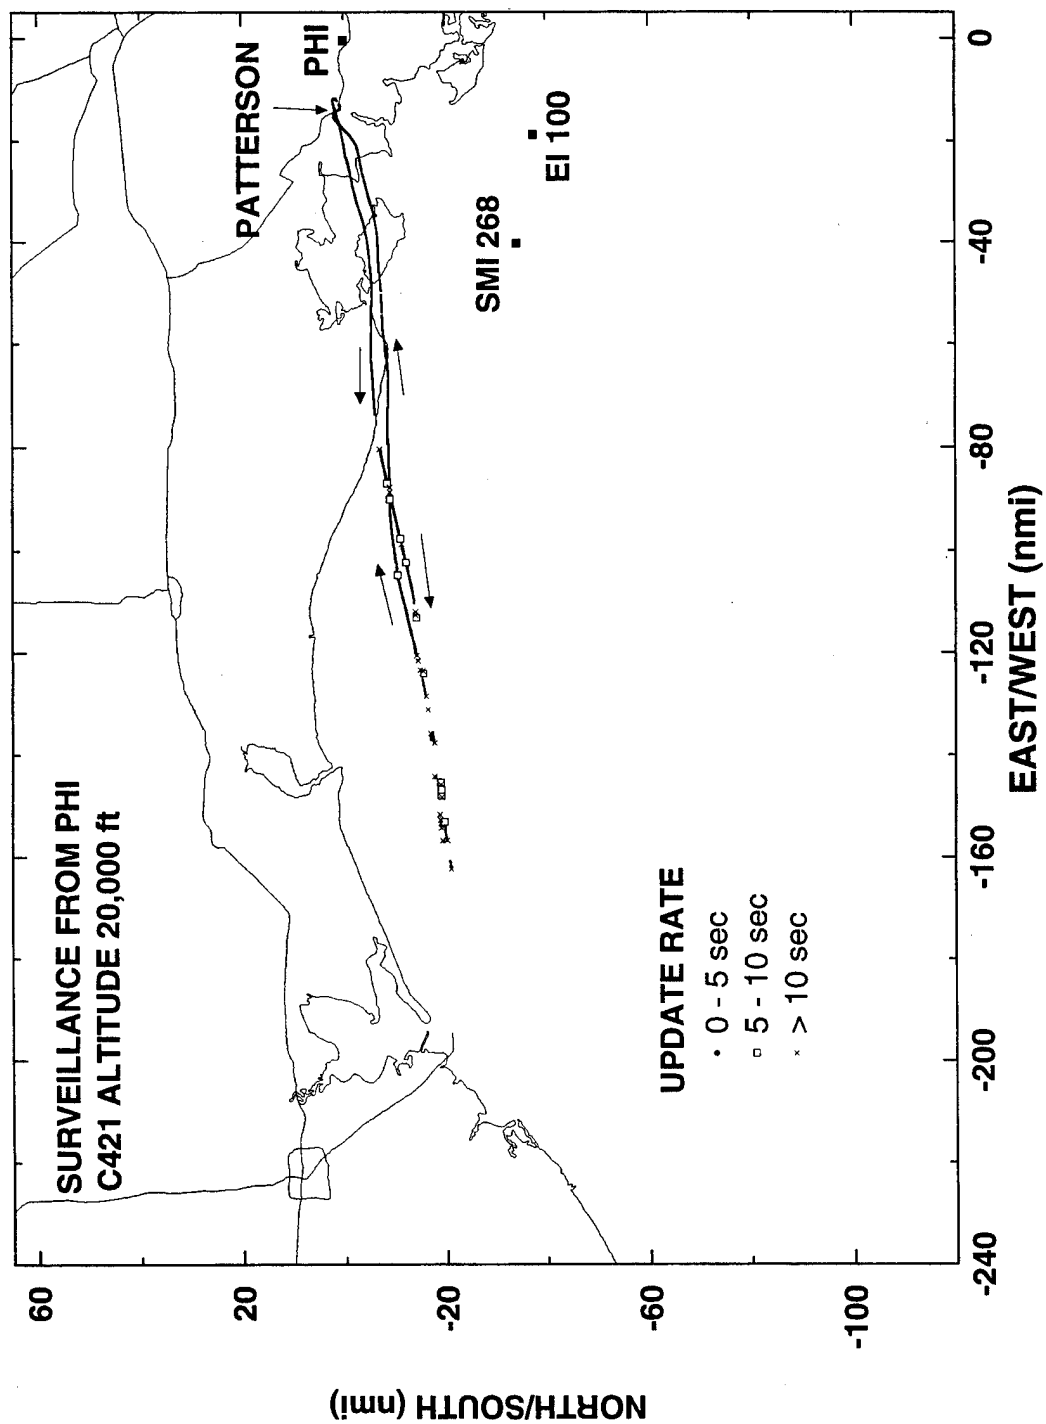 SURVEILLANCE FROM PHI
C421 ALTITUDE 20,000 ft
PATTERSON
PHI
SMI 268
EI 100
UPDATE RATE
0 - 5 sec
5 - 10 sec
> 10 sec
60
20
-20
-60
-100
NORTH/SOUTH (nmi)
-240
-200
-160
-120
-80
-40
0
EAST/WEST (nmi)